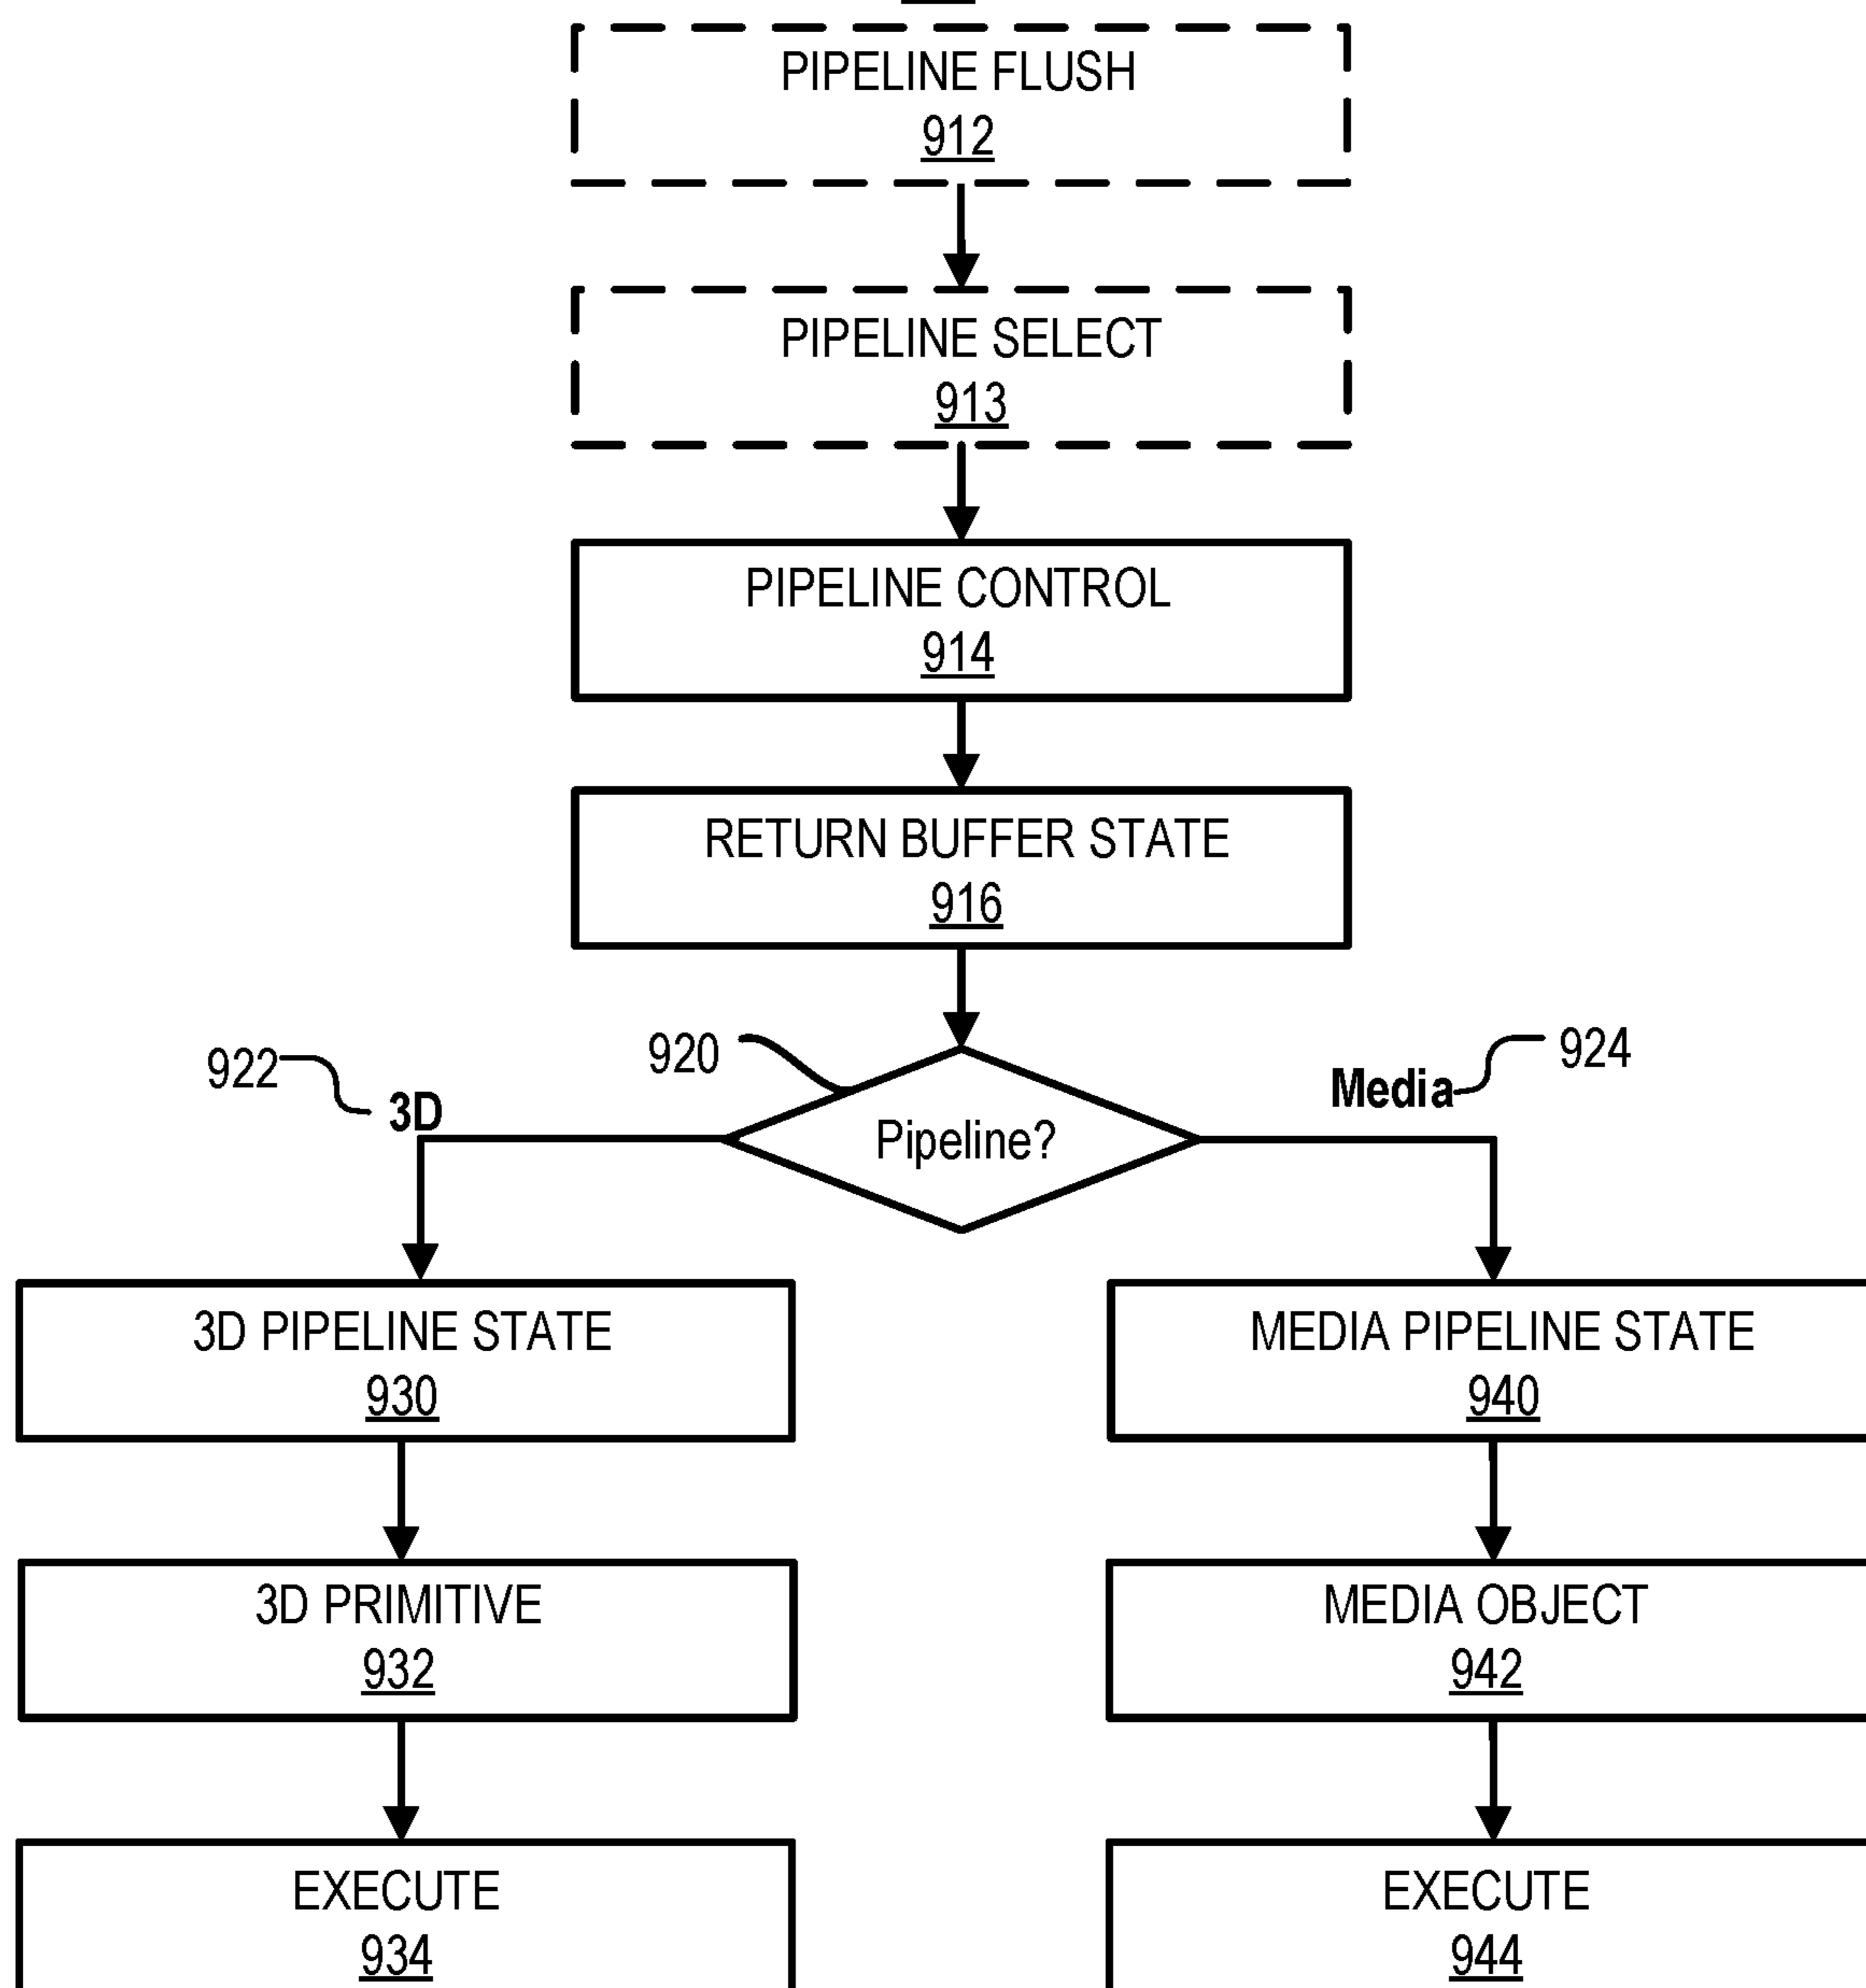 PIPELINE FLUSH
912
PIPELINE SELECT
913
PIPELINE CONTROL
914
RETURN BUFFER STATE
916
922
3D
920
Pipeline?
Media
924
3D PIPELINE STATE
930
MEDIA PIPELINE STATE
940
3D PRIMITIVE
932
MEDIA OBJECT
942
EXECUTE
934
EXECUTE
944